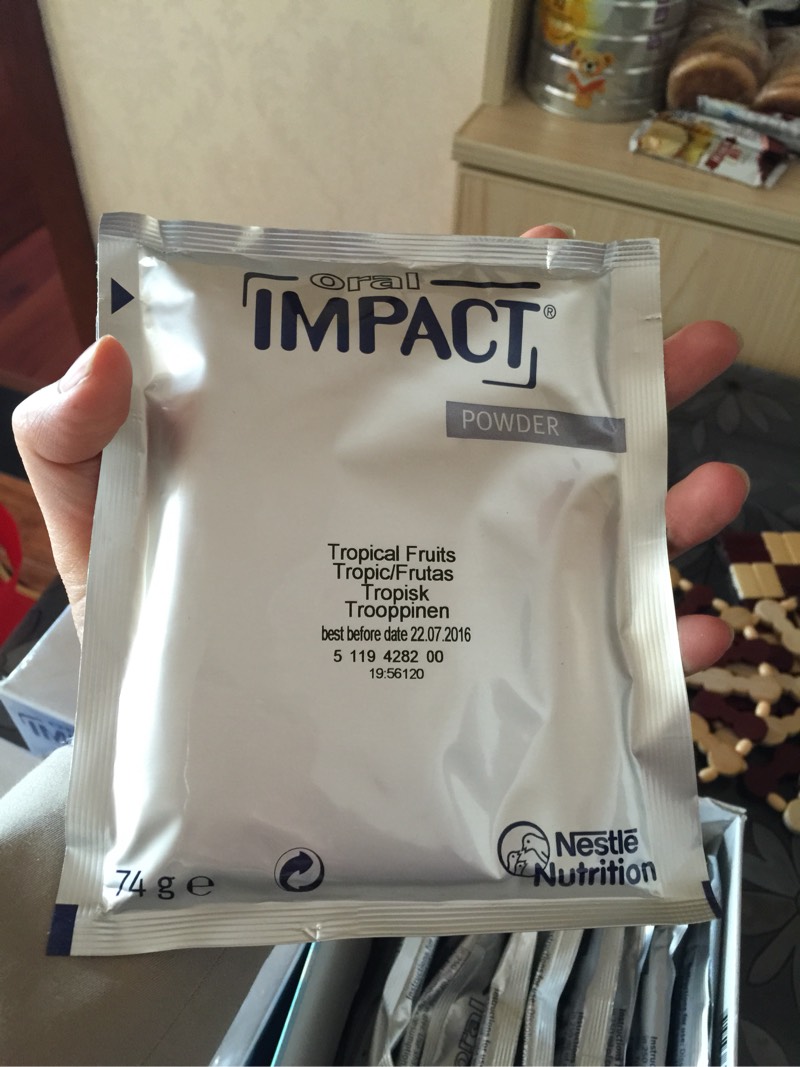 oral
IMPACT®
POWDER
Tropical Fruits
Tropic/Frutas
Tropisk
Trooppinen
best before date 22.07.2016
5 119 4282 00
19:56120
74 g e
Nestlé
Nutrition
oral